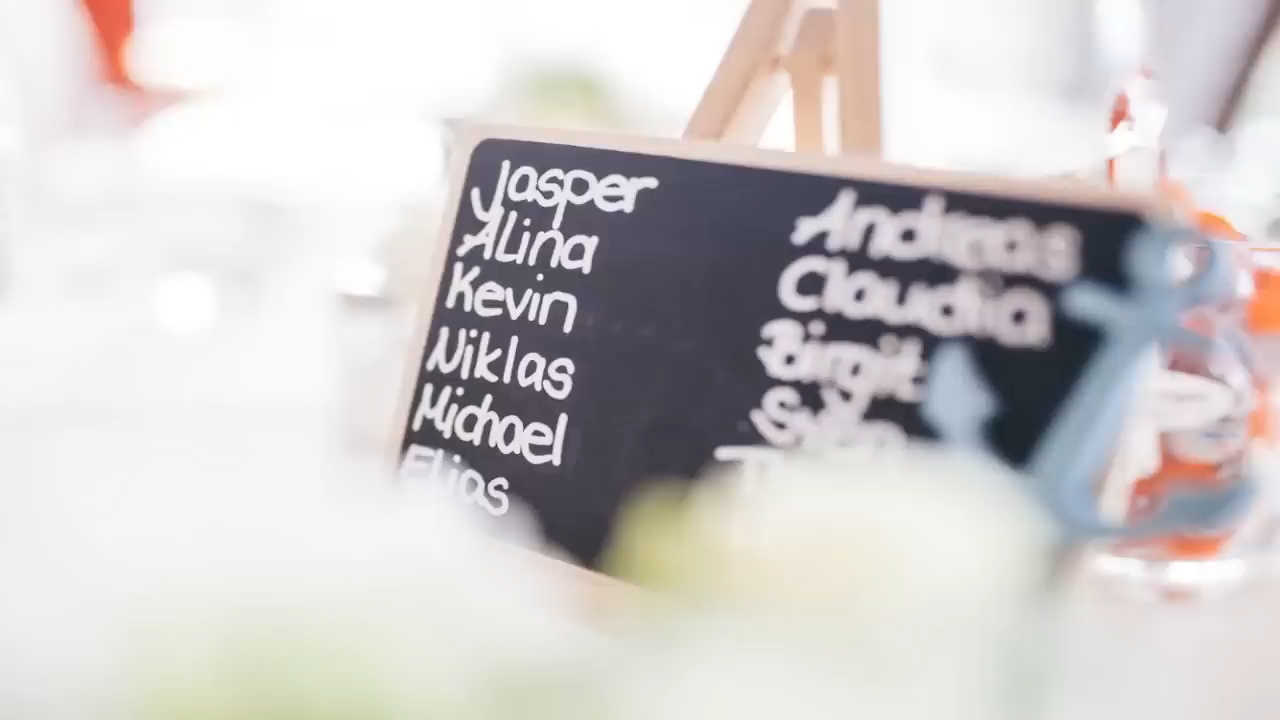 Jasper
Alina
Kevin
Niklas
Michael
Elias
Andreas
Claudia
Birgit